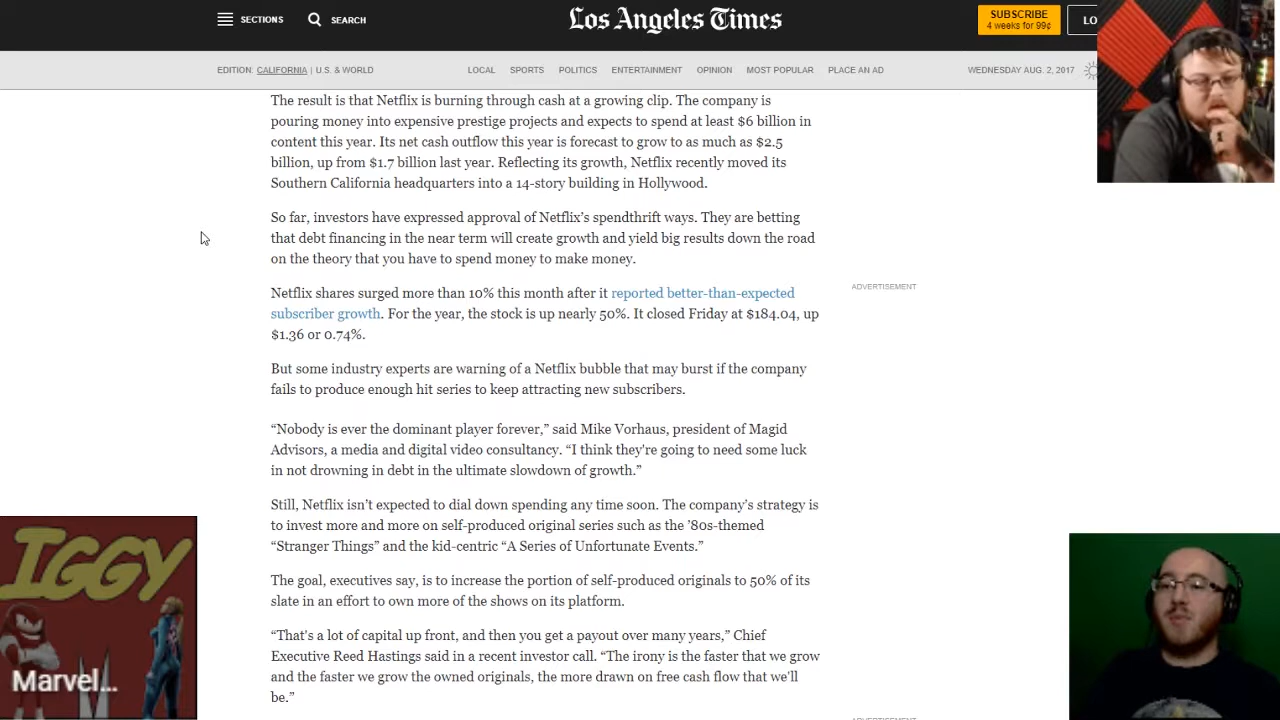 SECTIONS
SEARCH
Los Angeles Times
SUBSCRIBE
4 weeks for 99¢
LO
EDITION: CALIFORNIA | U.S. & WORLD
LOCAL SPORTS POLITICS ENTERTAINMENT OPINION MOST POPULAR PLACE AN AD
WEDNESDAY AUG. 2, 2017
The result is that Netflix is burning through cash at a growing clip. The company is
pouring money into expensive prestige projects and expects to spend at least $6 billion in
content this year. Its net cash outflow this year is forecast to grow to as much as $2.5
billion, up from $1.7 billion last year. Reflecting its growth, Netflix recently moved its
Southern California headquarters into a 14-story building in Hollywood.
So far, investors have expressed approval of Netflix’s spendthrift ways. They are betting
that debt financing in the near term will create growth and yield big results down the road
on the theory that you have to spend money to make money.
Netflix shares surged more than 10% this month after it reported better-than-expected
subscriber growth. For the year, the stock is up nearly 50%. It closed Friday at $184.04, up
$1.36 or 0.74%.
ADVERTISEMENT
But some industry experts are warning of a Netflix bubble that may burst if the company
fails to produce enough hit series to keep attracting new subscribers.
“Nobody is ever the dominant player forever,” said Mike Vorhaus, president of Magid
Advisors, a media and digital video consultancy. “I think they're going to need some luck
in not drowning in debt in the ultimate slowdown of growth.”
Still, Netflix isn’t expected to dial down spending any time soon. The company’s strategy is
to invest more and more on self-produced original series such as the ’80s-themed
“Stranger Things” and the kid-centric “A Series of Unfortunate Events.”
The goal, executives say, is to increase the portion of self-produced originals to 50% of its
slate in an effort to own more of the shows on its platform.
“That's a lot of capital up front, and then you get a payout over many years,” Chief
Executive Reed Hastings said in a recent investor call. “The irony is the faster that we grow
and the faster we grow the owned originals, the more drawn on free cash flow that we’ll
be.”
ADVERTISEMENT
IGGY
Marvel...